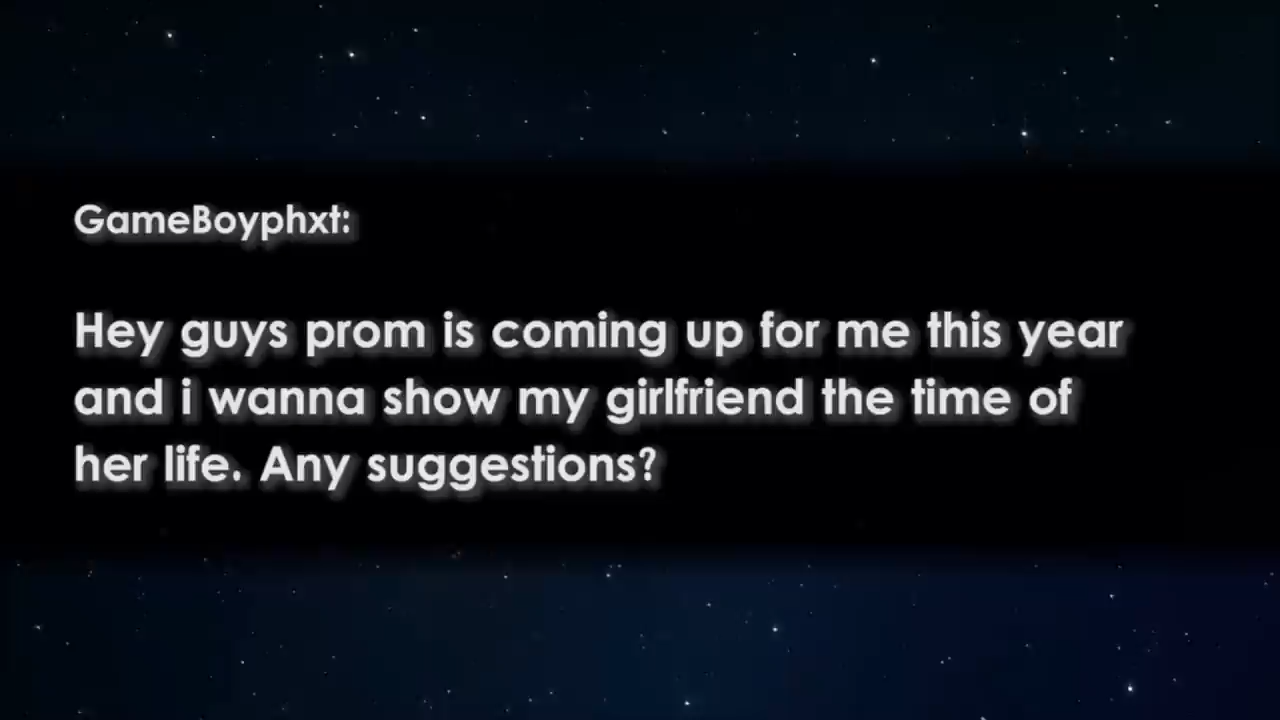 GameBoyphxt:
Hey guys prom is coming up for me this year
and i wanna show my girlfriend the time of
her life. Any suggestions?